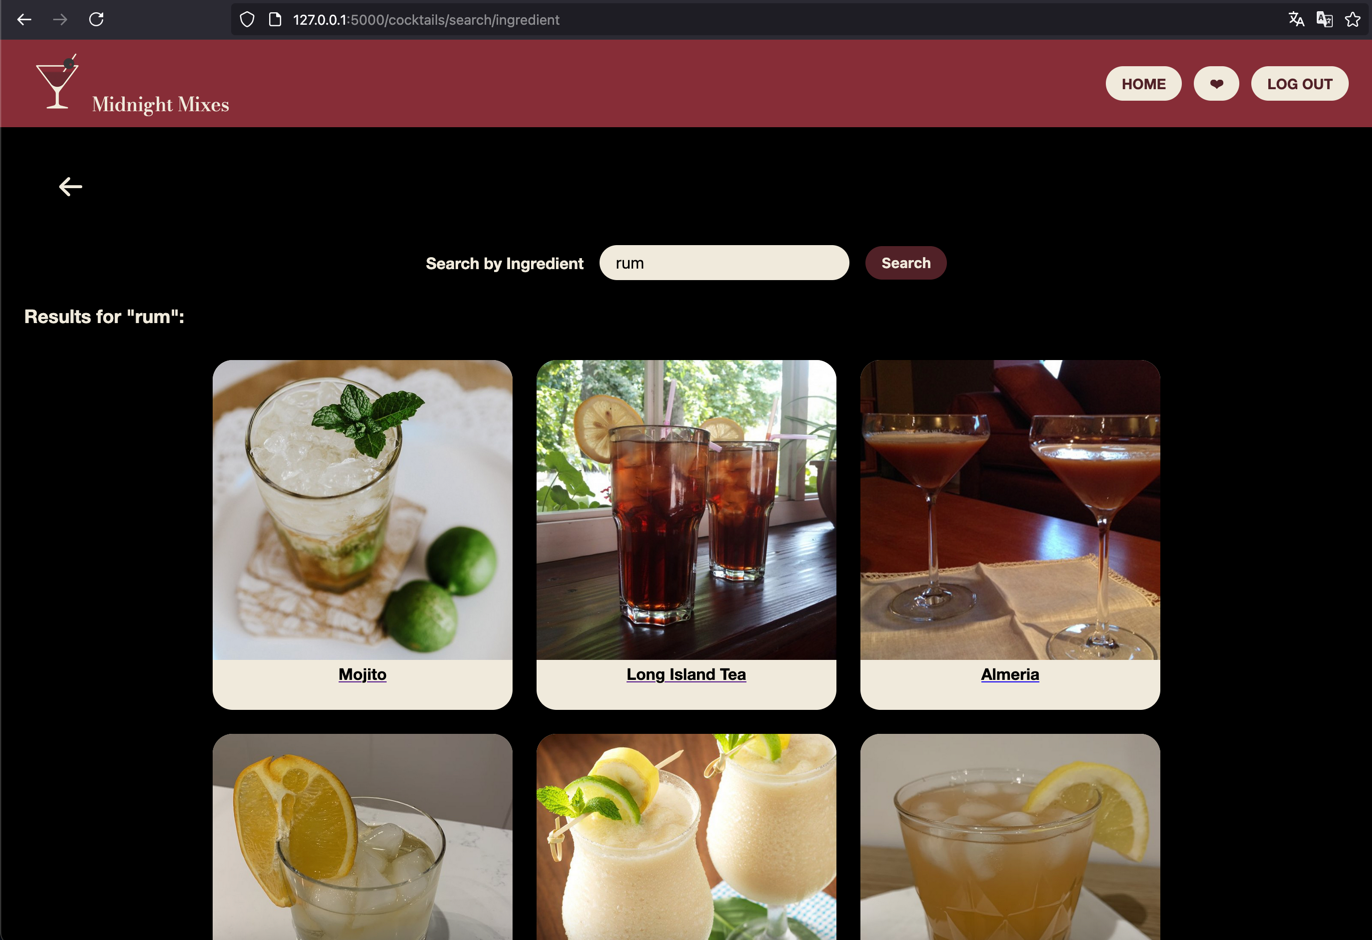 127.0.0.1:5000/cocktails/search/ingredient
Midnight Mixes
HOME
LOG OUT
Search by Ingredient rum Search
Results for "rum":
Mojito
Long Island Tea
Almeria